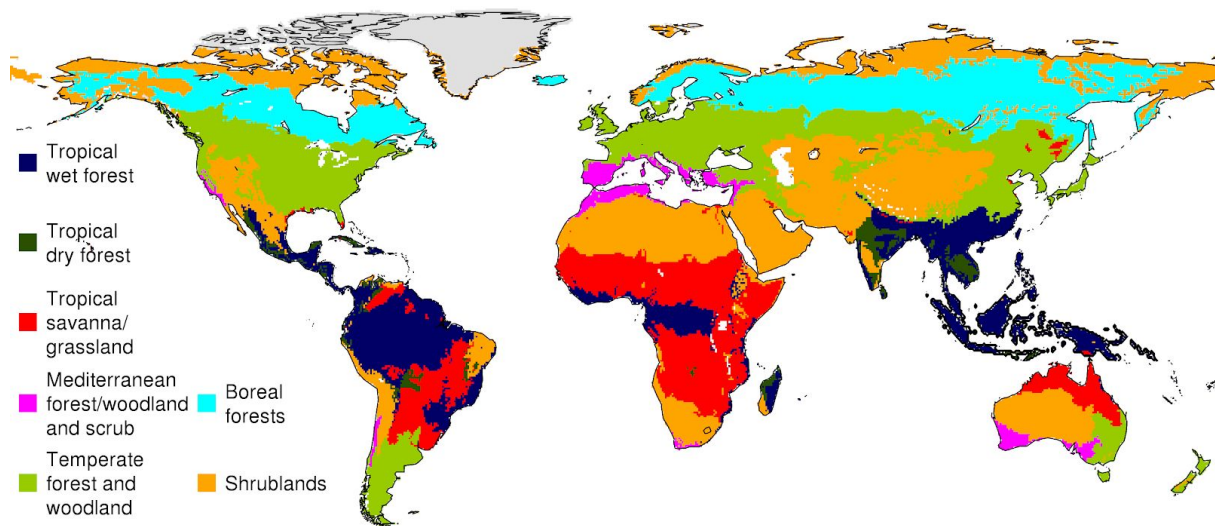 Tropical
wet forest
Tropical
dry forest
Tropical
savanna/
grassland
Mediterranean
forest/woodland
and scrub
Boreal
forests
Temperate
forest and
woodland
Shrublands